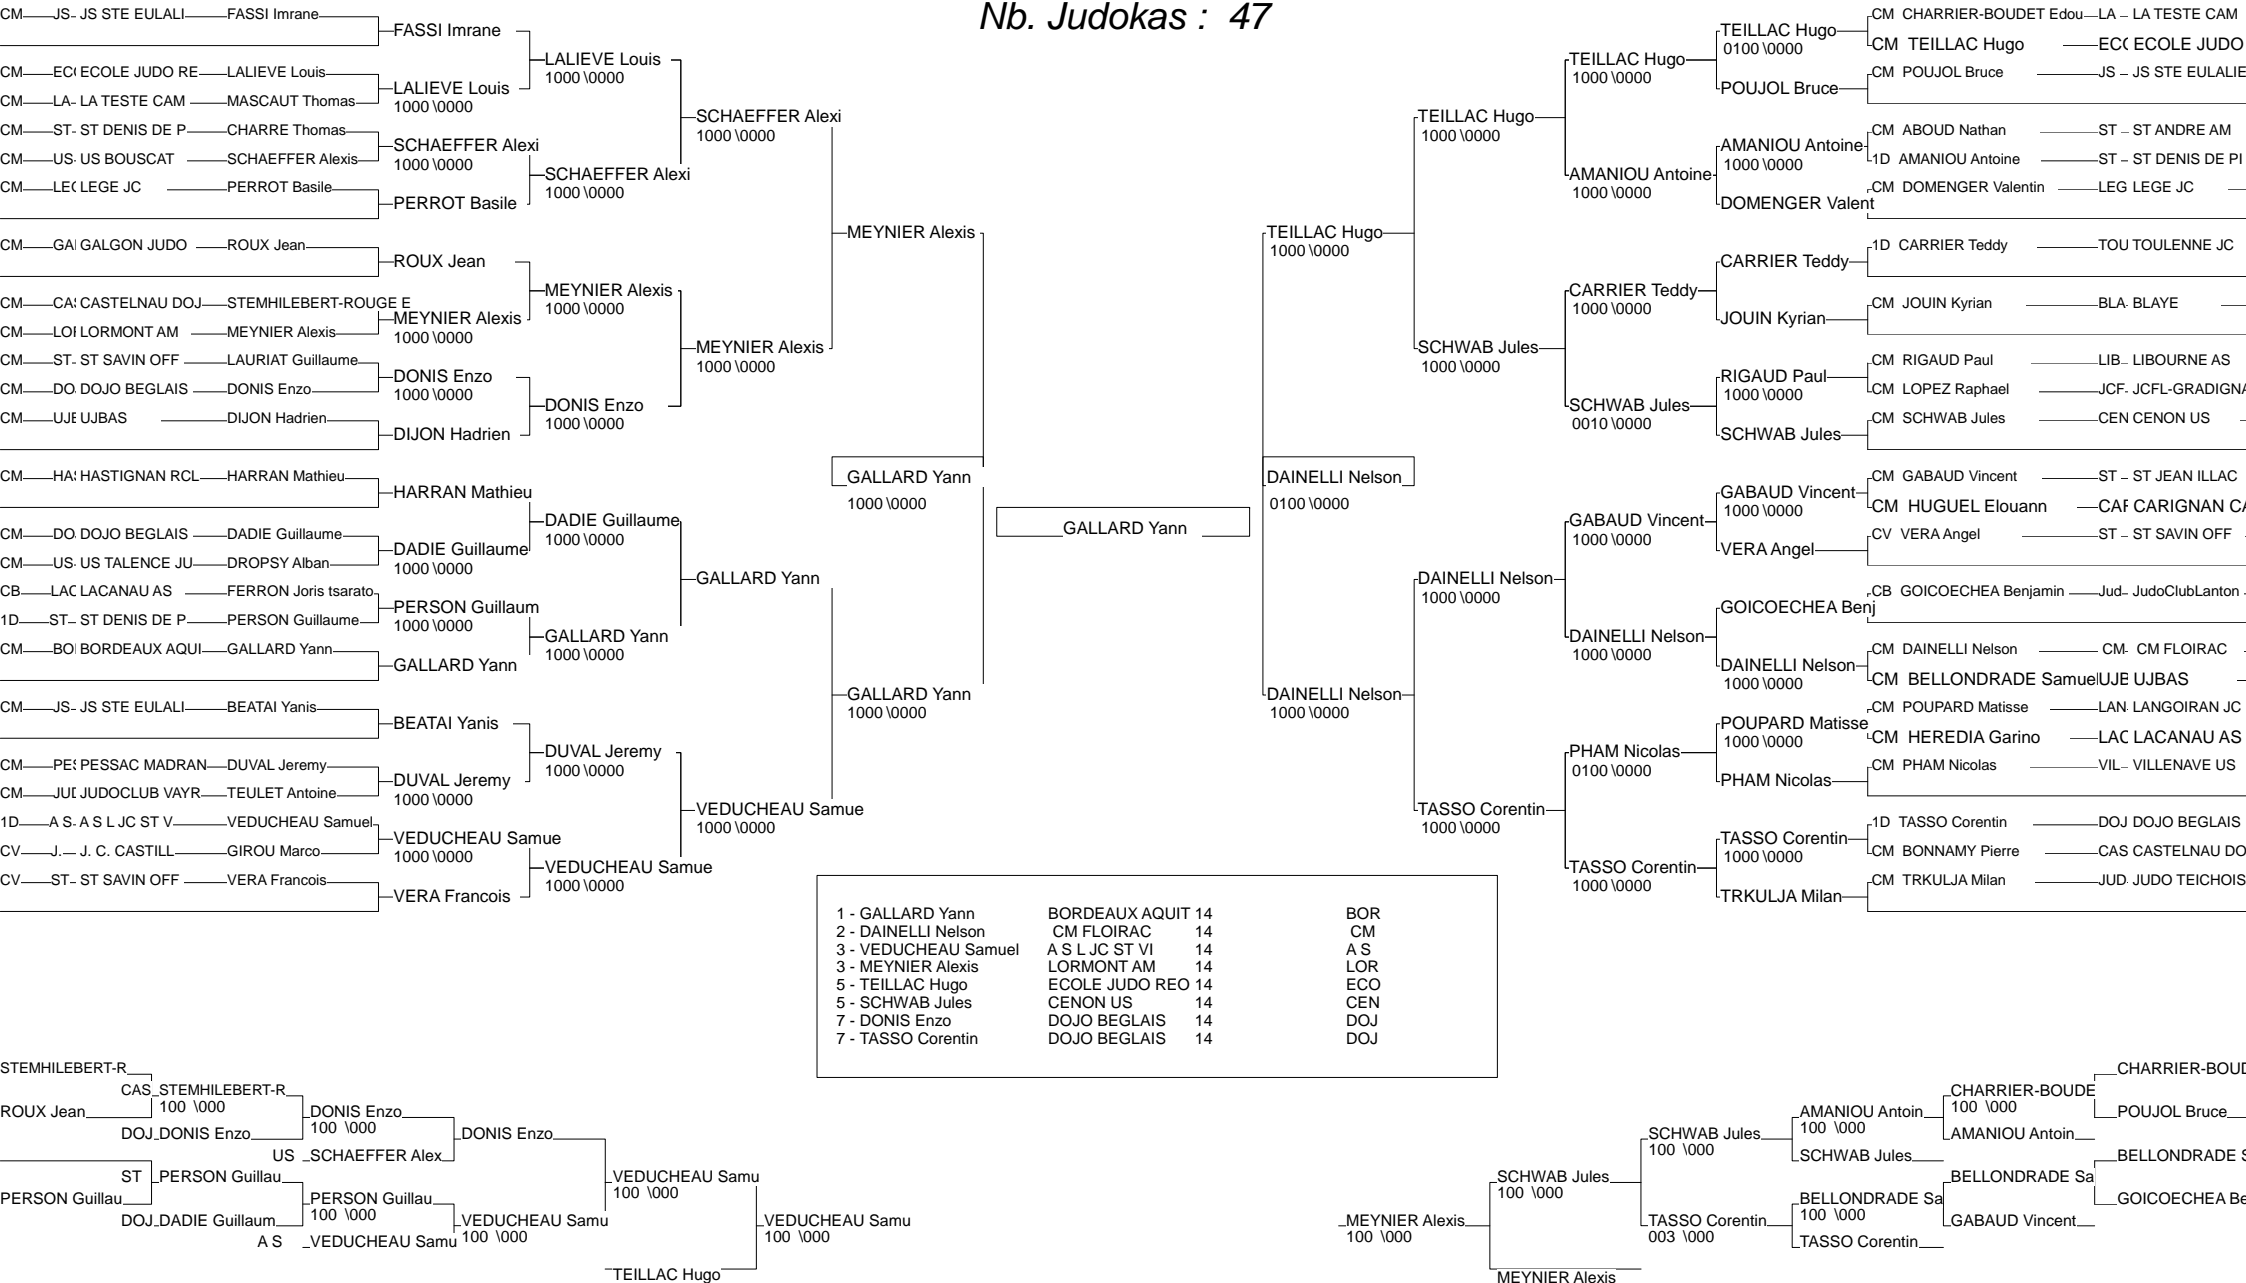 Nb. Judokas : 47
CM JS JS STE EULALI FASSI Imrane
CM ECOLE JUDO RE LALIEVE Louis
CM LA LA TESTE CAM MASCAUT Thomas
CM ST ST DENIS DE P CHARRE Thomas
CM US US BOUSCAT SCHAEFFER Alexis
CM LEGE JC PERROT Basile
CM GALGON JUDO ROUX Jean
CM CASTELNAU DOJ STEMHILEBERT-ROUGE E
CM LORMONT AM MEYNIER Alexis
CM ST ST SAVIN OFF LAURIAT Guillaume
CM DO DOJO BEGLAIS DONIS Enzo
CM UJBAS DIJON Hadrien
CM HASTIGNAN RCL HARRAN Mathieu
CM DO DOJO BEGLAIS DADIE Guillaume
CM US US TALENCE JU DROPSY Alban
CB LACANAU AS FERRON Joris tsarato
1D ST ST DENIS DE P PERSON Guillaume
CM BORDEAUX AQUI GALLARD Yann
CM JS JS STE EULALI BEATAI Yanis
CM PESSAC MADRAN DUVAL Jeremy
CM JUDOCLUB VAYR TEULET Antoine
1D A S A S L JC ST V VEDUCHEAU Samuel
CV J. J. C. CASTILL GIROU Marco
CV ST ST SAVIN OFF VERA Francois
FASSI Imrane
LALIEVE Louis
1000 \0000
SCHAEFFER Alexi
1000 \0000
PERROT Basile
ROUX Jean
MEYNIER Alexis
1000 \0000
DONIS Enzo
1000 \0000
DIJON Hadrien
HARRAN Mathieu
DADIE Guillaume
1000 \0000
PERSON Guillaum
1000 \0000
GALLARD Yann
BEATAI Yanis
DUVAL Jeremy
1000 \0000
VEDUCHEAU Samue
1000 \0000
VERA Francois
LALIEVE Louis
1000 \0000
SCHAEFFER Alexi
1000 \0000
MEYNIER Alexis
1000 \0000
DONIS Enzo
1000 \0000
DADIE Guillaume
1000 \0000
GALLARD Yann
1000 \0000
DUVAL Jeremy
1000 \0000
VEDUCHEAU Samue
1000 \0000
SCHAEFFER Alexi
1000 \0000
MEYNIER Alexis
1000 \0000
GALLARD Yann
VEDUCHEAU Samue
1000 \0000
MEYNIER Alexis
GALLARD Yann
1000 \0000
GALLARD Yann
1000 \0000
GALLARD Yann
TEILLAC Hugo
1000 \0000
DAINELLI Nelson
0100 \0000
DAINELLI Nelson
1000 \0000
TEILLAC Hugo
1000 \0000
SCHWAB Jules
1000 \0000
DAINELLI Nelson
1000 \0000
TASSO Corentin
1000 \0000
TEILLAC Hugo
1000 \0000
AMANIOU Antoine
1000 \0000
CARRIER Teddy
1000 \0000
SCHWAB Jules
0010 \0000
GABAUD Vincent
1000 \0000
DAINELLI Nelson
1000 \0000
PHAM Nicolas
0100 \0000
TASSO Corentin
1000 \0000
TEILLAC Hugo
0100 \0000
POUJOL Bruce
AMANIOU Antoine
1000 \0000
DOMENGER Valent
CARRIER Teddy
JOUIN Kyrian
RIGAUD Paul
1000 \0000
SCHWAB Jules
GABAUD Vincent
1000 \0000
VERA Angel
GOICOECHEA Benj
DAINELLI Nelson
1000 \0000
POUPARD Matisse
1000 \0000
PHAM Nicolas
TASSO Corentin
1000 \0000
TRKULJA Milan
CM CHARRIER-BOUDET Edou LA LA TESTE CAM
CM TEILLAC Hugo ECOLE JUDO
CM POUJOL Bruce JS JS STE EULALIE
CM ABOUD Nathan ST ST ANDRE AM
1D AMANIOU Antoine ST ST DENIS DE PI
CM DOMENGER Valentin LEG LEGE JC
1D CARRIER Teddy TOU TOULENNE JC
CM JOUIN Kyrian BLA BLAYE
CM RIGAUD Paul LIB LIBOURNE AS
CM LOPEZ Raphael JCF JCFL-GRADIGNA
CM SCHWAB Jules CEN CENON US
CM GABAUD Vincent ST ST JEAN ILLAC
CM HUGUEL Elouann CARIGNAN CA
CV VERA Angel ST ST SAVIN OFF
CB GOICOECHEA Benjamin Jud JudoClubLanton
CM DAINELLI Nelson CM CM FLOIRAC
CM BELLONDRADE Samuel UJB UJBAS
CM POUPARD Matisse LAN LANGOIRAN JC
CM HEREDIA Garino LAC LACANAU AS
CM PHAM Nicolas VIL VILLENAVE US
1D TASSO Corentin DOJ DOJO BEGLAIS
CM BONNAMY Pierre CAS CASTELNAU DO
CM TRKULJA Milan JUD JUDO TEICHOIS
1 - GALLARD Yann BORDEAUX AQUIT 14 BOR
2 - DAINELLI Nelson CM FLOIRAC 14 CM
3 - VEDUCHEAU Samuel A S L JC ST VI 14 A S
3 - MEYNIER Alexis LORMONT AM 14 LOR
5 - TEILLAC Hugo ECOLE JUDO REO 14 ECO
5 - SCHWAB Jules CENON US 14 CEN
7 - DONIS Enzo DOJO BEGLAIS 14 DOJ
7 - TASSO Corentin DOJO BEGLAIS 14 DOJ
STEMHILEBERT-R
ROUX Jean
PERSON Guillau
CAS STEMHILEBERT-R
100 \000
DOJ DONIS Enzo
ST PERSON Guillau
DOJ DADIE Guillaum
DONIS Enzo
100 \000
US SCHAEFFER Alex
PERSON Guillau
100 \000
A S VEDUCHEAU Samu
DONIS Enzo
VEDUCHEAU Samu
100 \000
VEDUCHEAU Samu
100 \000
TEILLAC Hugo
VEDUCHEAU Samu
100 \000
MEYNIER Alexis
100 \000
SCHWAB Jules
100 \000
MEYNIER Alexis
SCHWAB Jules
100 \000
TASSO Corentin
003 \000
AMANIOU Antoin
100 \000
SCHWAB Jules
BELLONDRADE Sa
100 \000
TASSO Corentin
CHARRIER-BOUDE
100 \000
AMANIOU Antoin
BELLONDRADE Sa
GABAUD Vincent
CHARRIER-BOUD
POUJOL Bruce
BELLONDRADE S
GOICOECHEA Be